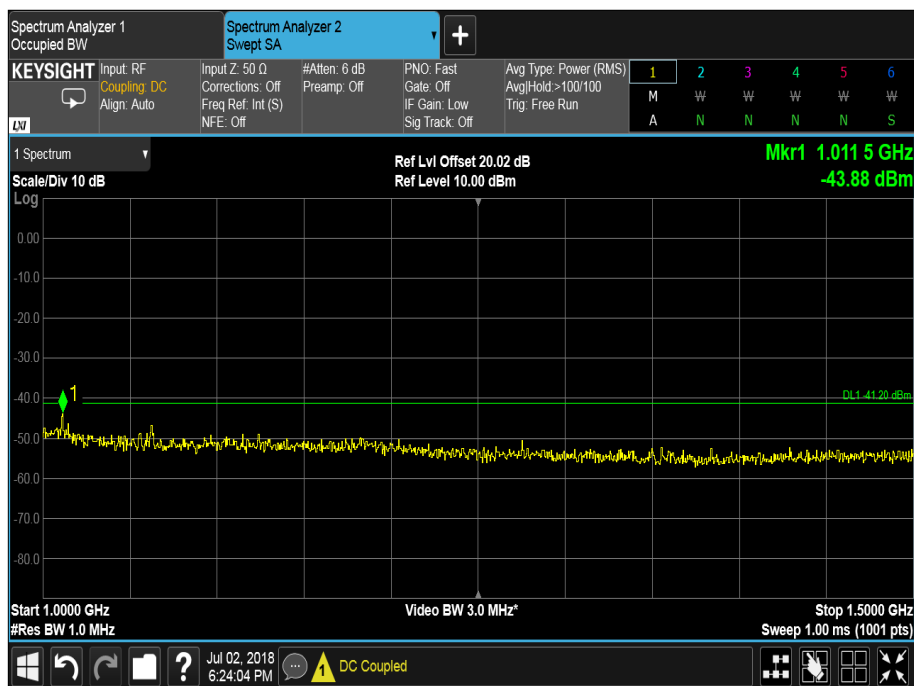 Spectrum Analyzer 1
Occupied BW
Spectrum Analyzer 2
Swept SA
▼
+
KEYSIGHT
Input: RF
Coupling: DC
Align: Auto
LXI
Input Z: 50 Ω
Corrections: Off
Freq Ref: Int (S)
NFE: Off
#Atten: 6 dB
Preamp: Off
PNO: Fast
Gate: Off
IF Gain: Low
Sig Track: Off
Avg Type: Power (RMS)
Avg|Hold:>100/100
Trig: Free Run
1 2 3 4 5 6
M W W W W W
A N N N N S
1 Spectrum
Scale/Div 10 dB
Ref Lvl Offset 20.02 dB
Ref Level 10.00 dBm
Mkr1 1.011 5 GHz
-43.88 dBm
Log
0.00
-10.0
-20.0
-30.0
-40.0
1
DL1 -41.20 dBm
-50.0
-60.0
-70.0
-80.0
Start 1.0000 GHz
#Res BW 1.0 MHz
Video BW 3.0 MHz*
Stop 1.5000 GHz
Sweep 1.00 ms (1001 pts)
?
Jul 02, 2018
6:24:04 PM
1
DC Coupled